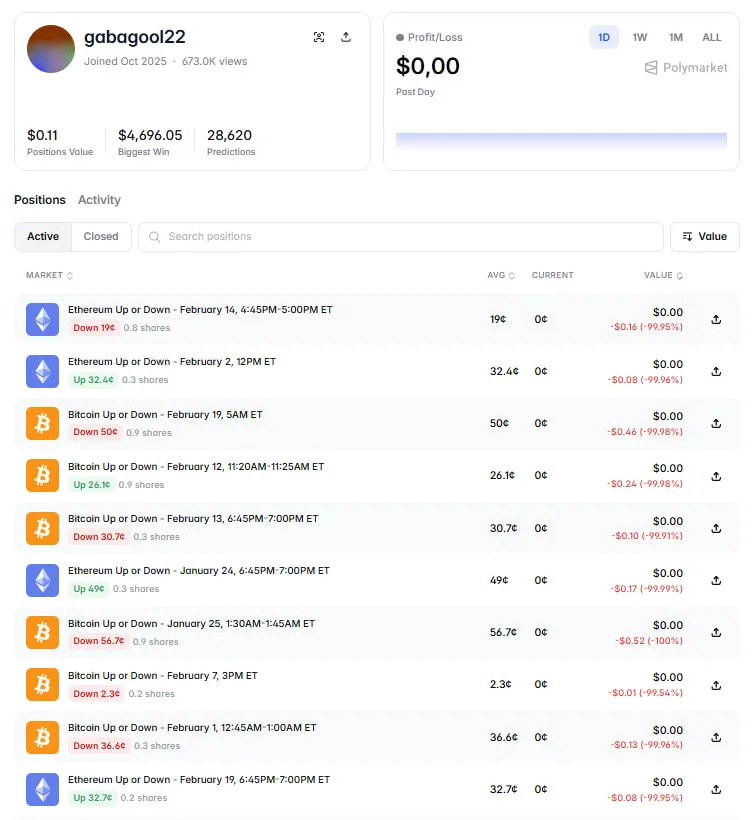 gabagool22
Joined Oct 2025 · 673.0K views
$0.11
Positions Value
$4,696.05
Biggest Win
28,620
Predictions
Profit/Loss
1D 1W 1M ALL
$0,00
Polymarket
Past Day
Positions Activity
Active Closed
Search positions
Value
MARKET AVG CURRENT VALUE
Ethereum Up or Down - February 14, 4:45PM-5:00PM ET
Down 19¢ 0.8 shares
19¢ 0¢
$0.00
-$0.16 (-99.95%)
Ethereum Up or Down - February 2, 12PM ET
Up 32.4¢ 0.3 shares
32.4¢ 0¢
$0.00
-$0.08 (-99.96%)
Bitcoin Up or Down - February 19, 5AM ET
Down 50¢ 0.9 shares
50¢ 0¢
$0.00
-$0.46 (-99.98%)
Bitcoin Up or Down - February 12, 11:20AM-11:25AM ET
Up 26.1¢ 0.9 shares
26.1¢ 0¢
$0.00
-$0.24 (-99.98%)
Bitcoin Up or Down - February 13, 6:45PM-7:00PM ET
Down 30.7¢ 0.3 shares
30.7¢ 0¢
$0.00
-$0.10 (-99.91%)
Ethereum Up or Down - January 24, 6:45PM-7:00PM ET
Up 49¢ 0.3 shares
49¢ 0¢
$0.00
-$0.17 (-99.99%)
Bitcoin Up or Down - January 25, 1:30AM-1:45AM ET
Down 56.7¢ 0.9 shares
56.7¢ 0¢
$0.00
-$0.52 (-100%)
Bitcoin Up or Down - February 7, 3PM ET
Down 2.3¢ 0.2 shares
2.3¢ 0¢
$0.00
-$0.01 (-99.54%)
Bitcoin Up or Down - February 1, 12:45AM-1:00AM ET
Down 36.6¢ 0.3 shares
36.6¢ 0¢
$0.00
-$0.13 (-99.96%)
Ethereum Up or Down - February 19, 6:45PM-7:00PM ET
Up 32.7¢ 0.2 shares
32.7¢ 0¢
$0.00
-$0.08 (-99.95%)